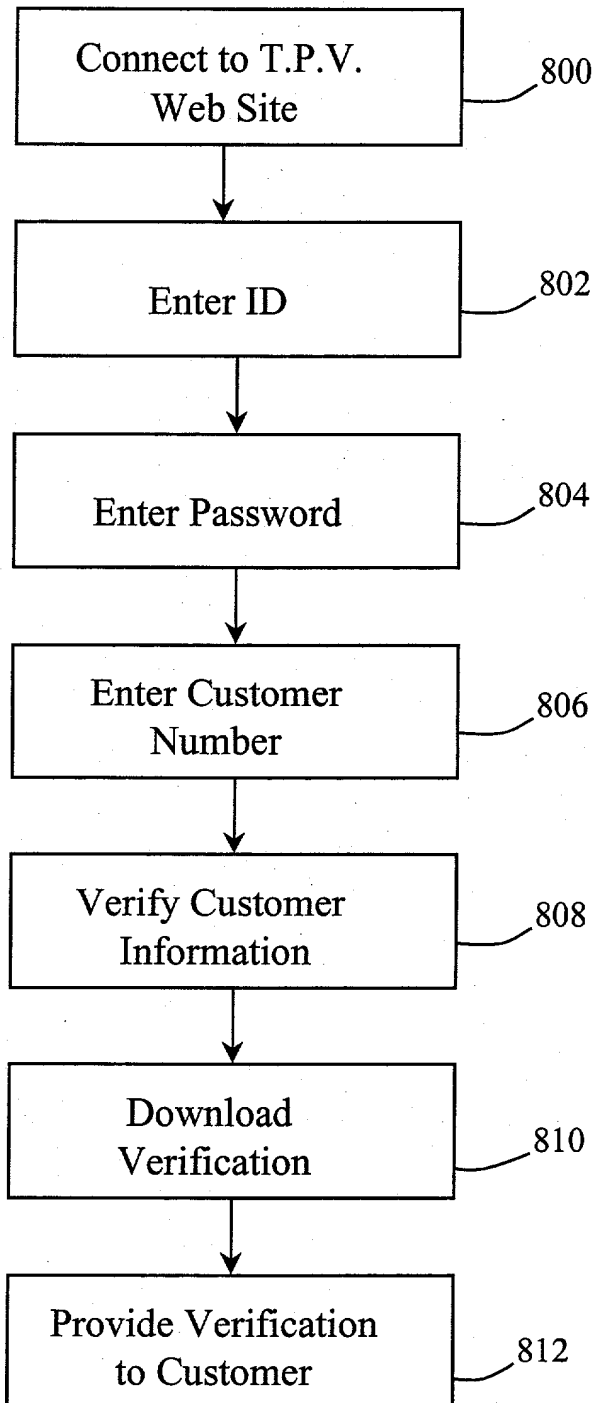 Connect to T.P.V.
Web Site
800
Enter ID
802
Enter Password
804
Enter Customer
Number
806
Verify Customer
Information
808
Download
Verification
810
Provide Verification
to Customer
812